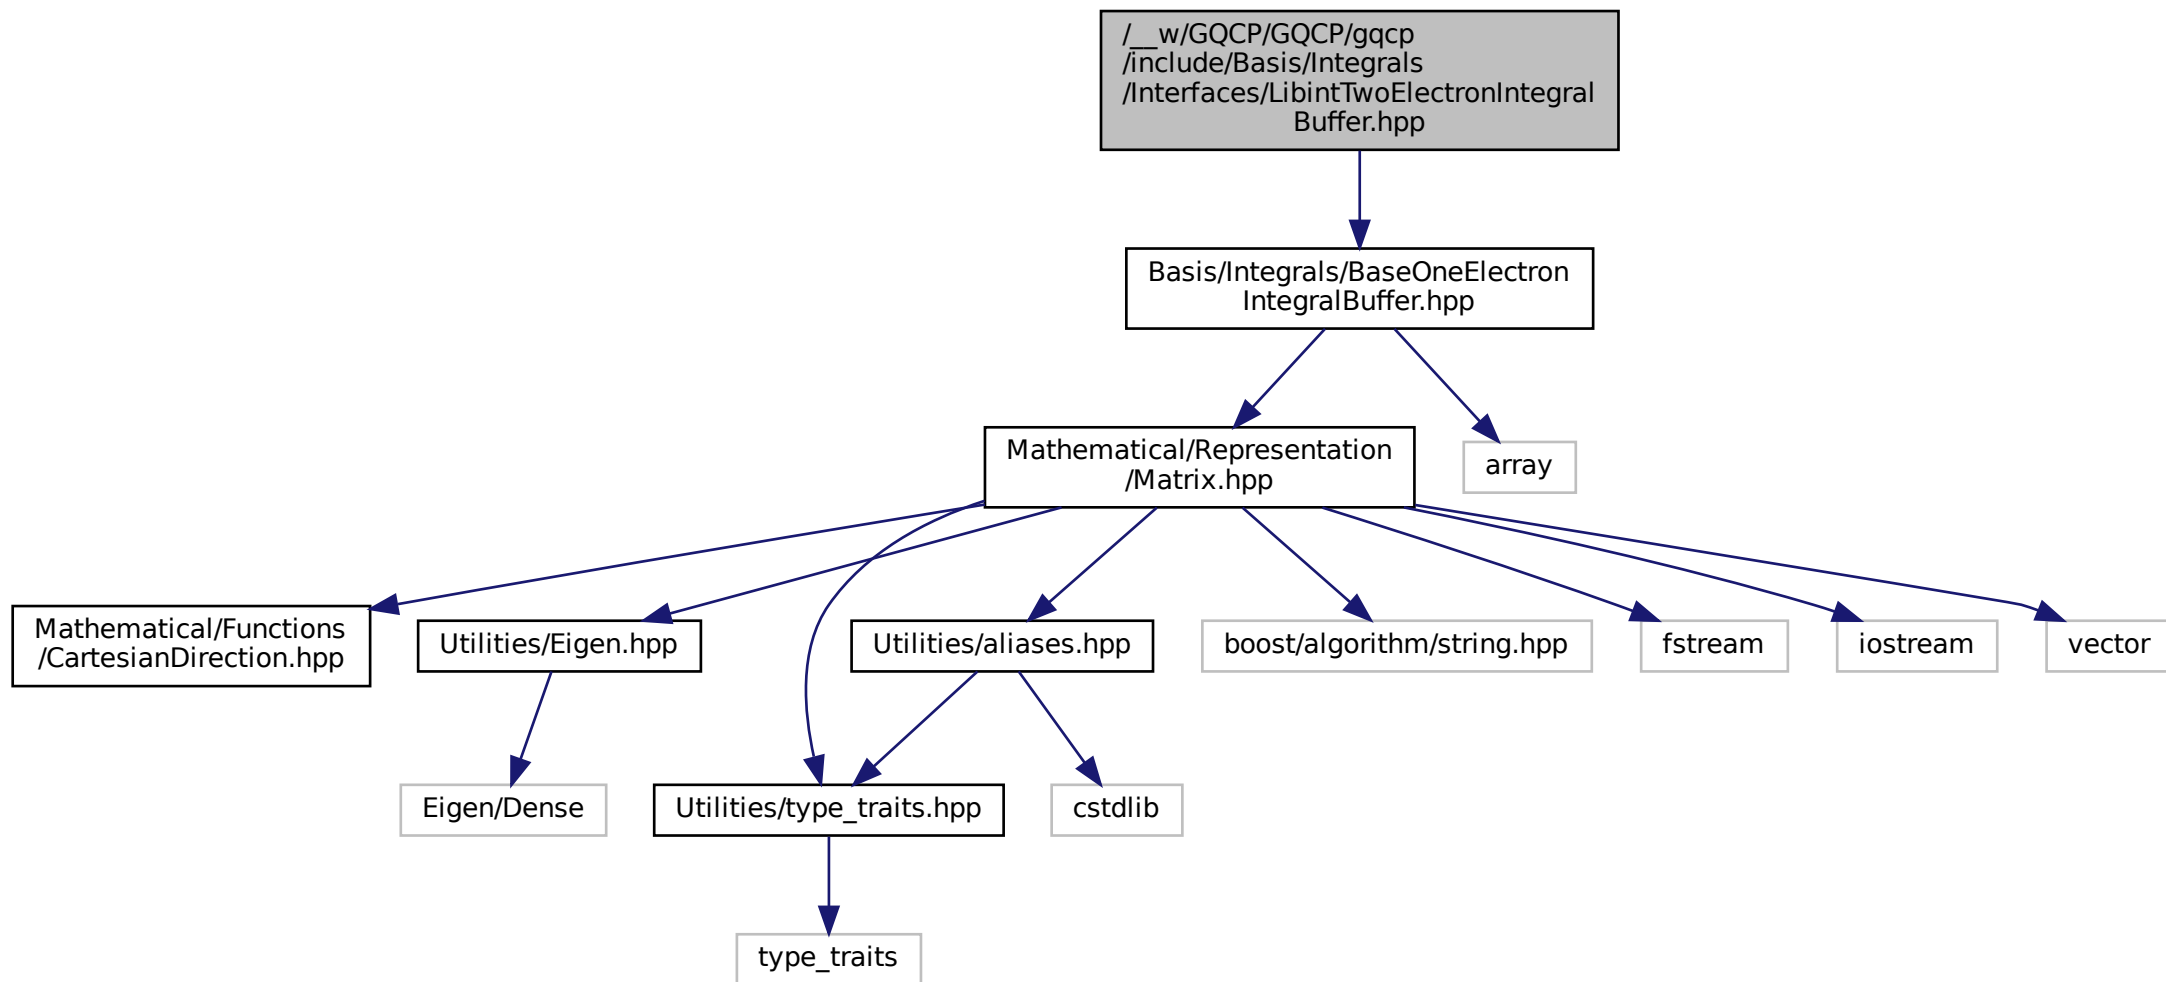 /__w/GQCP/GQCP/gqcp
/include/Basis/Integrals
/Interfaces/LibintTwoElectronIntegral
Buffer.hpp
Basis/Integrals/BaseOneElectron
IntegralBuffer.hpp
Mathematical/Representation
/Matrix.hpp
array
Mathematical/Functions
/CartesianDirection.hpp
Utilities/Eigen.hpp
Utilities/aliases.hpp
boost/algorithm/string.hpp
fstream
iostream
vector
Eigen/Dense
Utilities/type_traits.hpp
cstdlib
type_traits